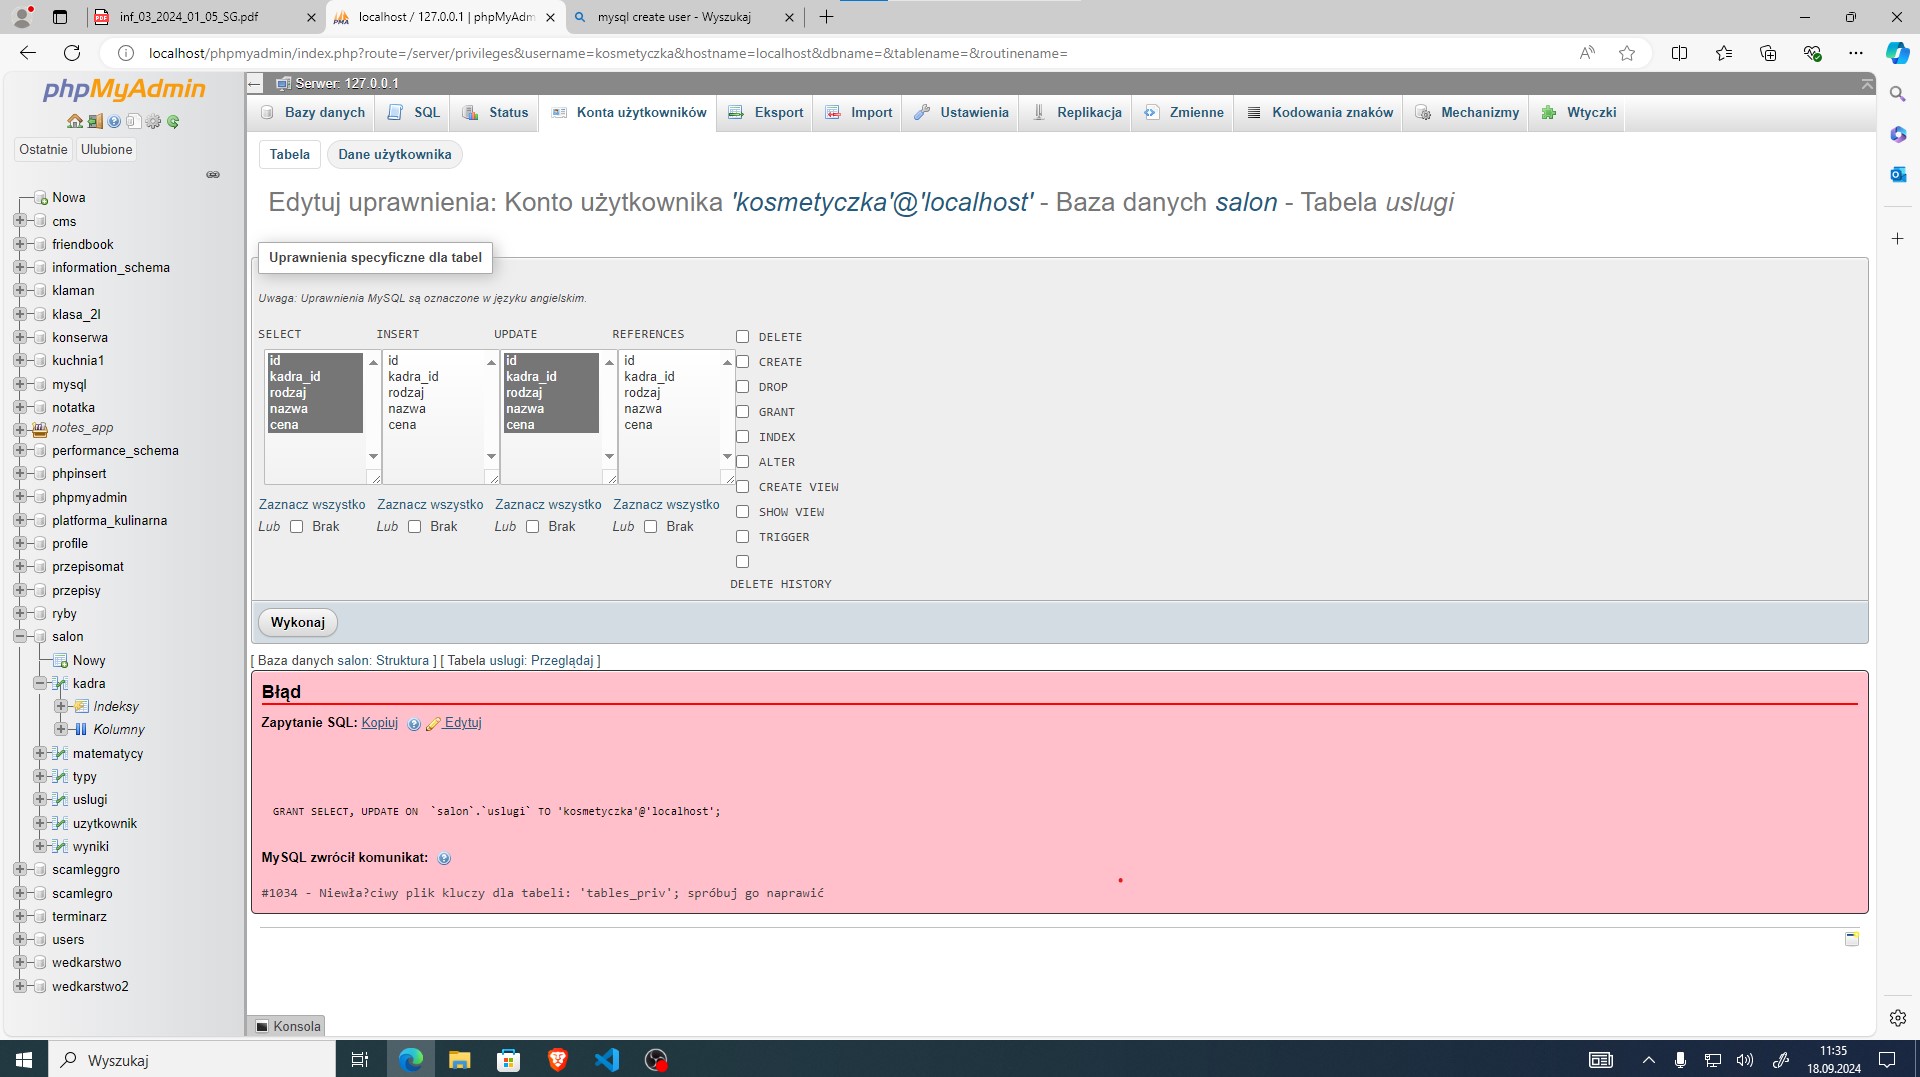 inf_03_2024_01_05_SG.pdf
localhost / 127.0.0.1 | phpMyAdm
mysql create user - Wyszukaj
localhost/phpmyadmin/index.php?route=/server/privileges&username=kosmetyczka&hostname=localhost&dbname=&tablename=&routinename=
phpMyAdmin
Ostatnie
Ulubione
Nowa
cms
friendbook
information_schema
klaman
klasa_2l
konserwa
kuchnia1
mysql
notatka
notes_app
performance_schema
phpinsert
phpmyadmin
platforma_kulinarna
profile
przepisomat
przepisy
ryby
salon
Nowy
kadra
Indeksy
Kolumny
matematycy
typy
uslugi
uzytkownik
wyniki
scamleggro
scamlegro
terminarz
users
wedkarstwo
wedkarstwo2
Serwer: 127.0.0.1
Bazy danych
SQL
Status
Konta użytkowników
Eksport
Import
Ustawienia
Replikacja
Zmienne
Kodowania znaków
Mechanizmy
Wtyczki
Tabela
Dane użytkownika
Edytuj uprawnienia: Konto użytkownika 'kosmetyczka'@'localhost' - Baza danych salon - Tabela uslugi
Uprawnienia specyficzne dla tabel
Uwaga: Uprawnienia MySQL są oznaczone w języku angielskim.
SELECT
id
kadra_id
rodzaj
nazwa
cena
Zaznacz wszystko
Lub Brak
INSERT
id
kadra_id
rodzaj
nazwa
cena
Zaznacz wszystko
Lub Brak
UPDATE
id
kadra_id
rodzaj
nazwa
cena
Zaznacz wszystko
Lub Brak
REFERENCES
id
kadra_id
rodzaj
nazwa
cena
Zaznacz wszystko
Lub Brak
DELETE
CREATE
DROP
GRANT
INDEX
ALTER
CREATE VIEW
SHOW VIEW
TRIGGER
DELETE HISTORY
Wykonaj
[ Baza danych salon: Struktura ] [ Tabela uslugi: Przeglądaj ]
Błąd
Zapytanie SQL: Kopiuj Edytuj
GRANT SELECT, UPDATE ON `salon`.`uslugi` TO 'kosmetyczka'@'localhost';
MySQL zwrócił komunikat:
#1034 - Niewła?ciwy plik kluczy dla tabeli: 'tables_priv'; spróbuj go naprawić
Konsola
Wyszukaj
11:35
18.09.2024